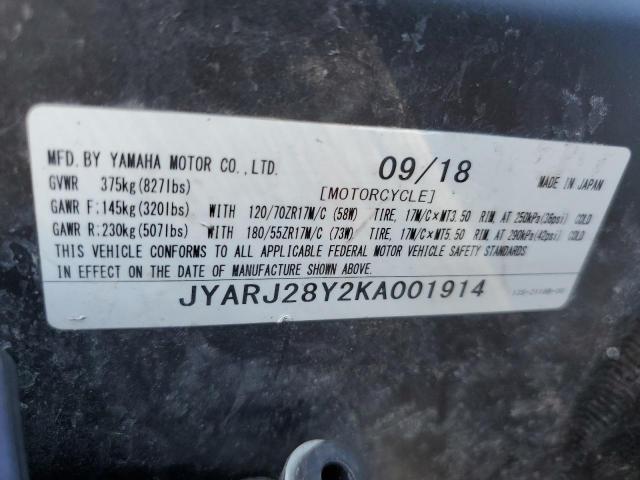 MFD. BY YAMAHA MOTOR CO., LTD. 09/18 MADE IN JAPAN
GVWR 375kg(827lbs) [MOTORCYCLE]
GAWR F:145kg(320lbs) WITH 120/70ZR17M/C (58W) TIRE, 17M/C×MT3.50 RIM, AT 250kPa(36psi) COLD
GAWR R:230kg(507lbs) WITH 180/55ZR17M/C (73W) TIRE, 17M/C×MT5.50 RIM, AT 290kPa(42psi) COLD
THIS VEHICLE CONFORMS TO ALL APPLICABLE FEDERAL MOTOR VEHICLE SAFETY STANDARDS
IN EFFECT ON THE DATE OF MANUFACTURE SHOWN ABOVE.
JYARJ28Y2KA001914